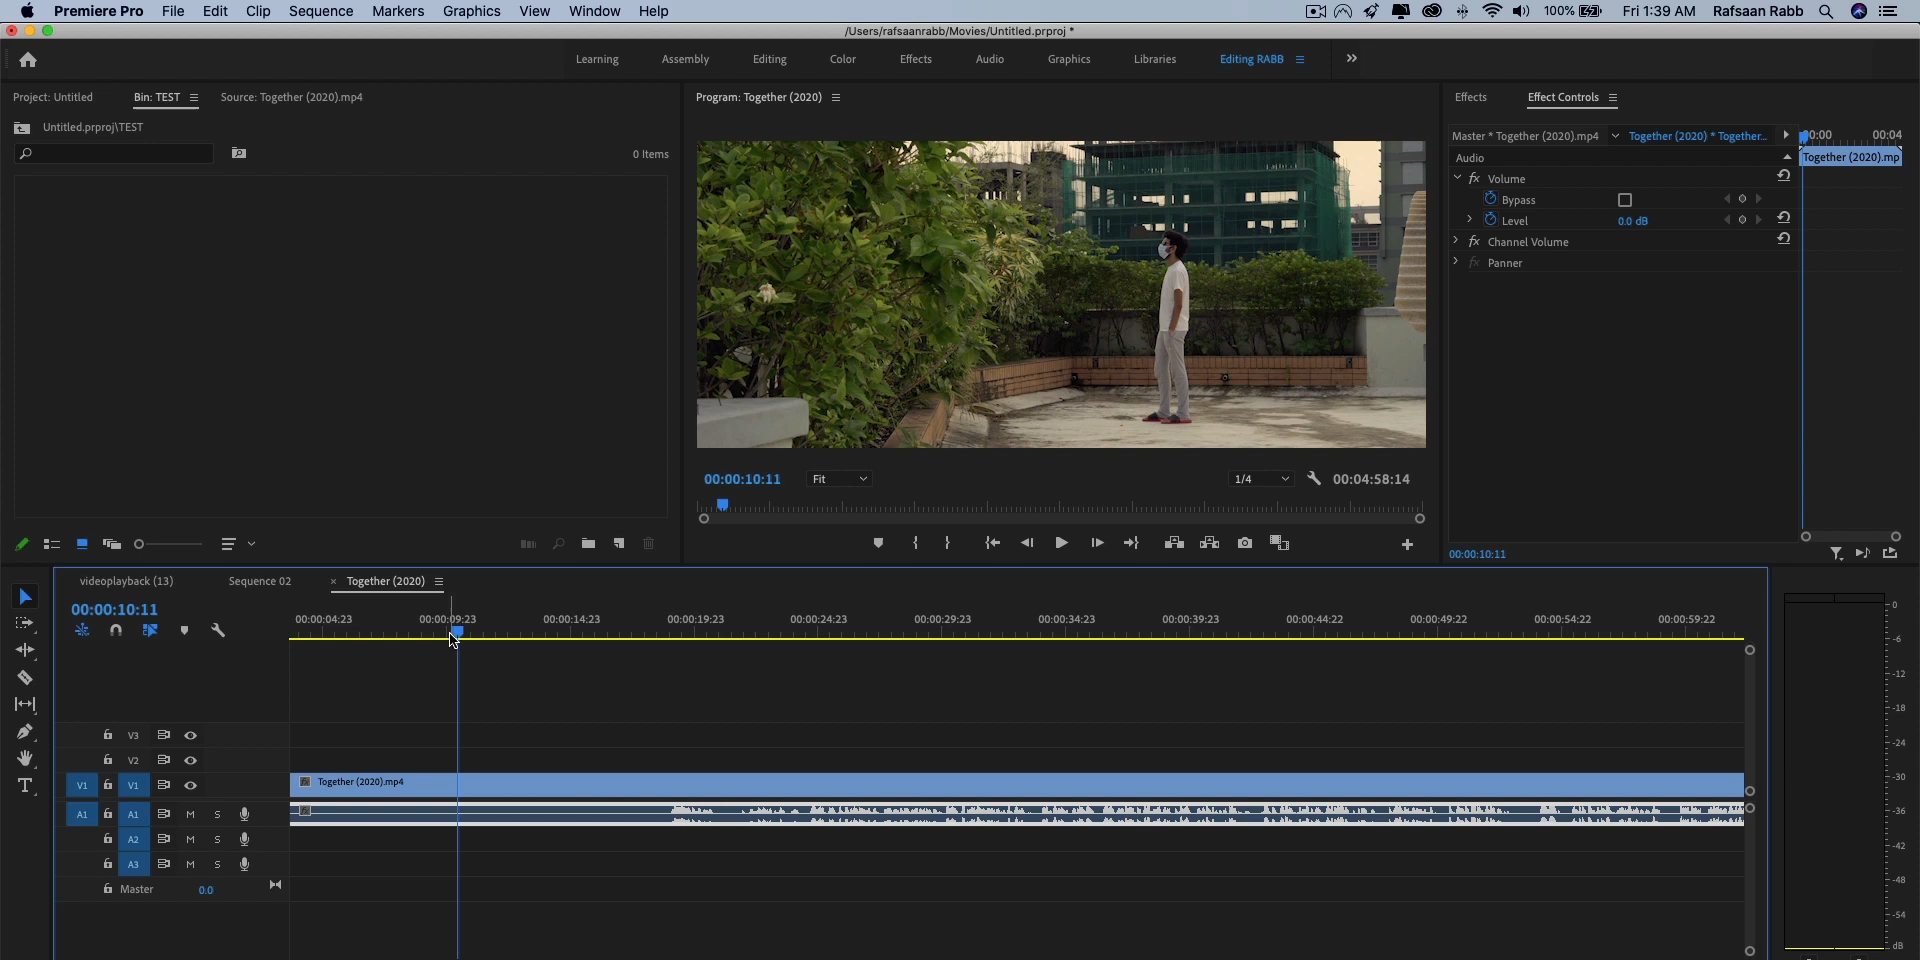 Premiere Pro File Edit Clip Sequence Markers Graphics View Window Help 100% Fri 1:39 AM Rafsaan Rabb
/Users/rafsaanrabb/Movies/Untitled.prproj *
Learning Assembly Editing Color Effects Audio Graphics Libraries Editing RABB
Project: Untitled Bin: TEST Source: Together (2020).mp4
Untitled.prproj\TEST
0 Items
Program: Together (2020)
00:00:10:11 Fit 1/4 00:04:58:14
Effects Effect Controls
Master * Together (2020).mp4 Together (2020) * Together... 00:00 00:04
Audio Together (2020).mp
fx Volume
Bypass
Level 0.0 dB
fx Channel Volume
fx Panner
00:00:10:11
videoplayback (13) Sequence 02 × Together (2020)
00:00:10:11
00:00:04:23 00:00:09:23 00:00:14:23 00:00:19:23 00:00:24:23 00:00:29:23 00:00:34:23 00:00:39:23 00:00:44:22 00:00:49:22 00:00:54:22 00:00:59:22
V3
V2
V1 V1 fx Together (2020).mp4
A1 A1 M S fx
A2 M S
A3 M S
Master 0.0
0
-6
-12
-18
-24
-30
-36
-42
-48
-54
dB